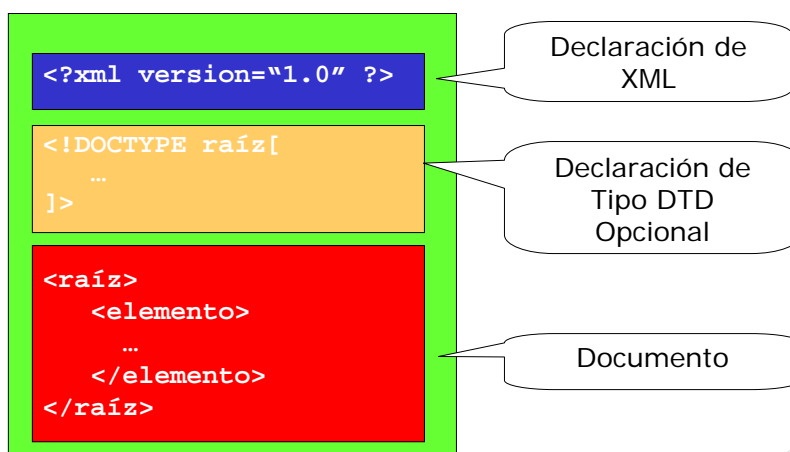 <?xml version=“1.0” ?>
Declaración de
XML
<!DOCTYPE raíz[
…
]>
Declaración de
Tipo DTD
Opcional
<raíz>
<elemento>
…
</elemento>
</raíz>
Documento